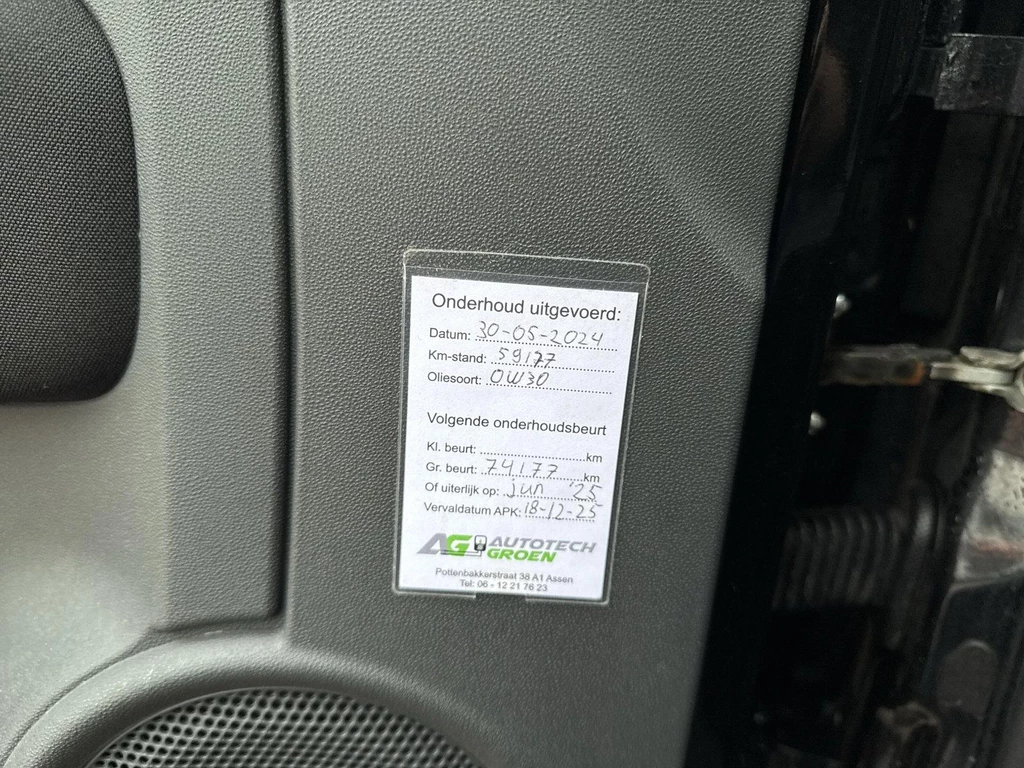 Onderhoud uitgevoerd:
Datum: 30-05-2024
Km-stand: 59177
Oliesoort: 0W30
Volgende onderhoudsbeurt
Kl. beurt: ........................km
Gr. beurt: 74177 km
Of uiterlijk op: jun '25
Vervaldatum APK: 18-12-25
AG AUTOTECH
GROEN
Pottenbakkerstraat 38 A1 Assen
Tel: 06 - 12 21 76 23